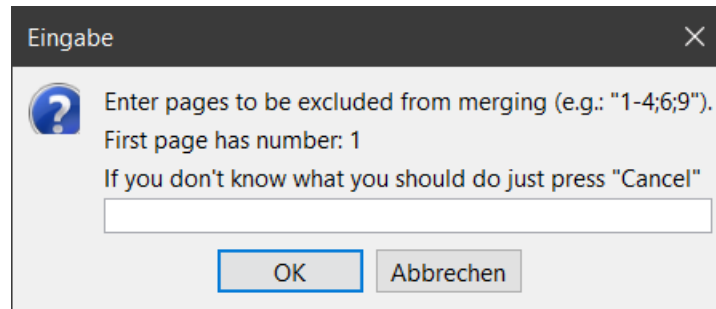 Eingabe
Enter pages to be excluded from merging (e.g.: "1-4;6;9").
First page has number: 1
If you don't know what you should do just press "Cancel"
OK Abbrechen